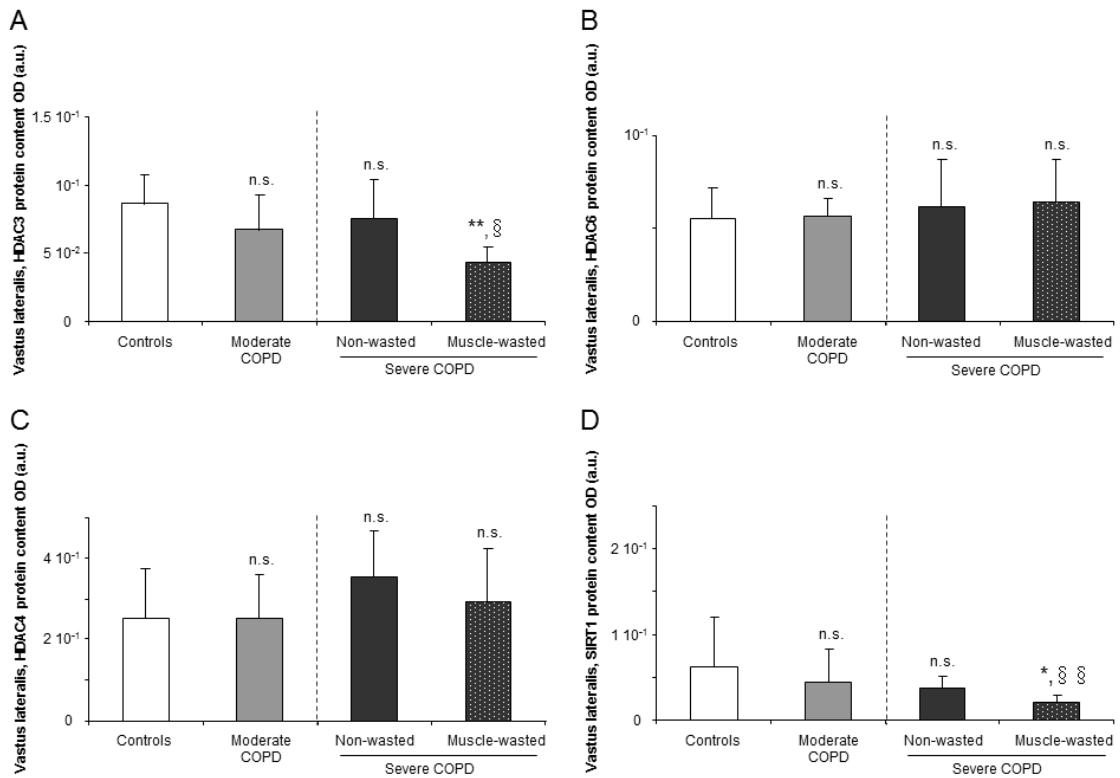 A
Vastus lateralis, HDAC3 protein content OD (a.u.)
1.5 10⁻¹
10⁻¹
5 10⁻²
0
n.s.
n.s.
**, §
Controls
Moderate
COPD
Non-wasted
Muscle-wasted
Severe COPD
B
Vastus lateralis, HDAC6 protein content OD (a.u.)
10⁻¹
0
n.s.
n.s.
n.s.
Controls
Moderate
COPD
Non-wasted
Muscle-wasted
Severe COPD
C
Vastus lateralis, HDAC4 protein content OD (a.u.)
4 10⁻¹
2 10⁻¹
0
n.s.
n.s.
n.s.
Controls
Moderate
COPD
Non-wasted
Muscle-wasted
Severe COPD
D
Vastus lateralis, SIRT1 protein content OD (a.u.)
2 10⁻¹
1 10⁻¹
0
n.s.
n.s.
*, § §
Controls
Moderate
COPD
Non-wasted
Muscle-wasted
Severe COPD